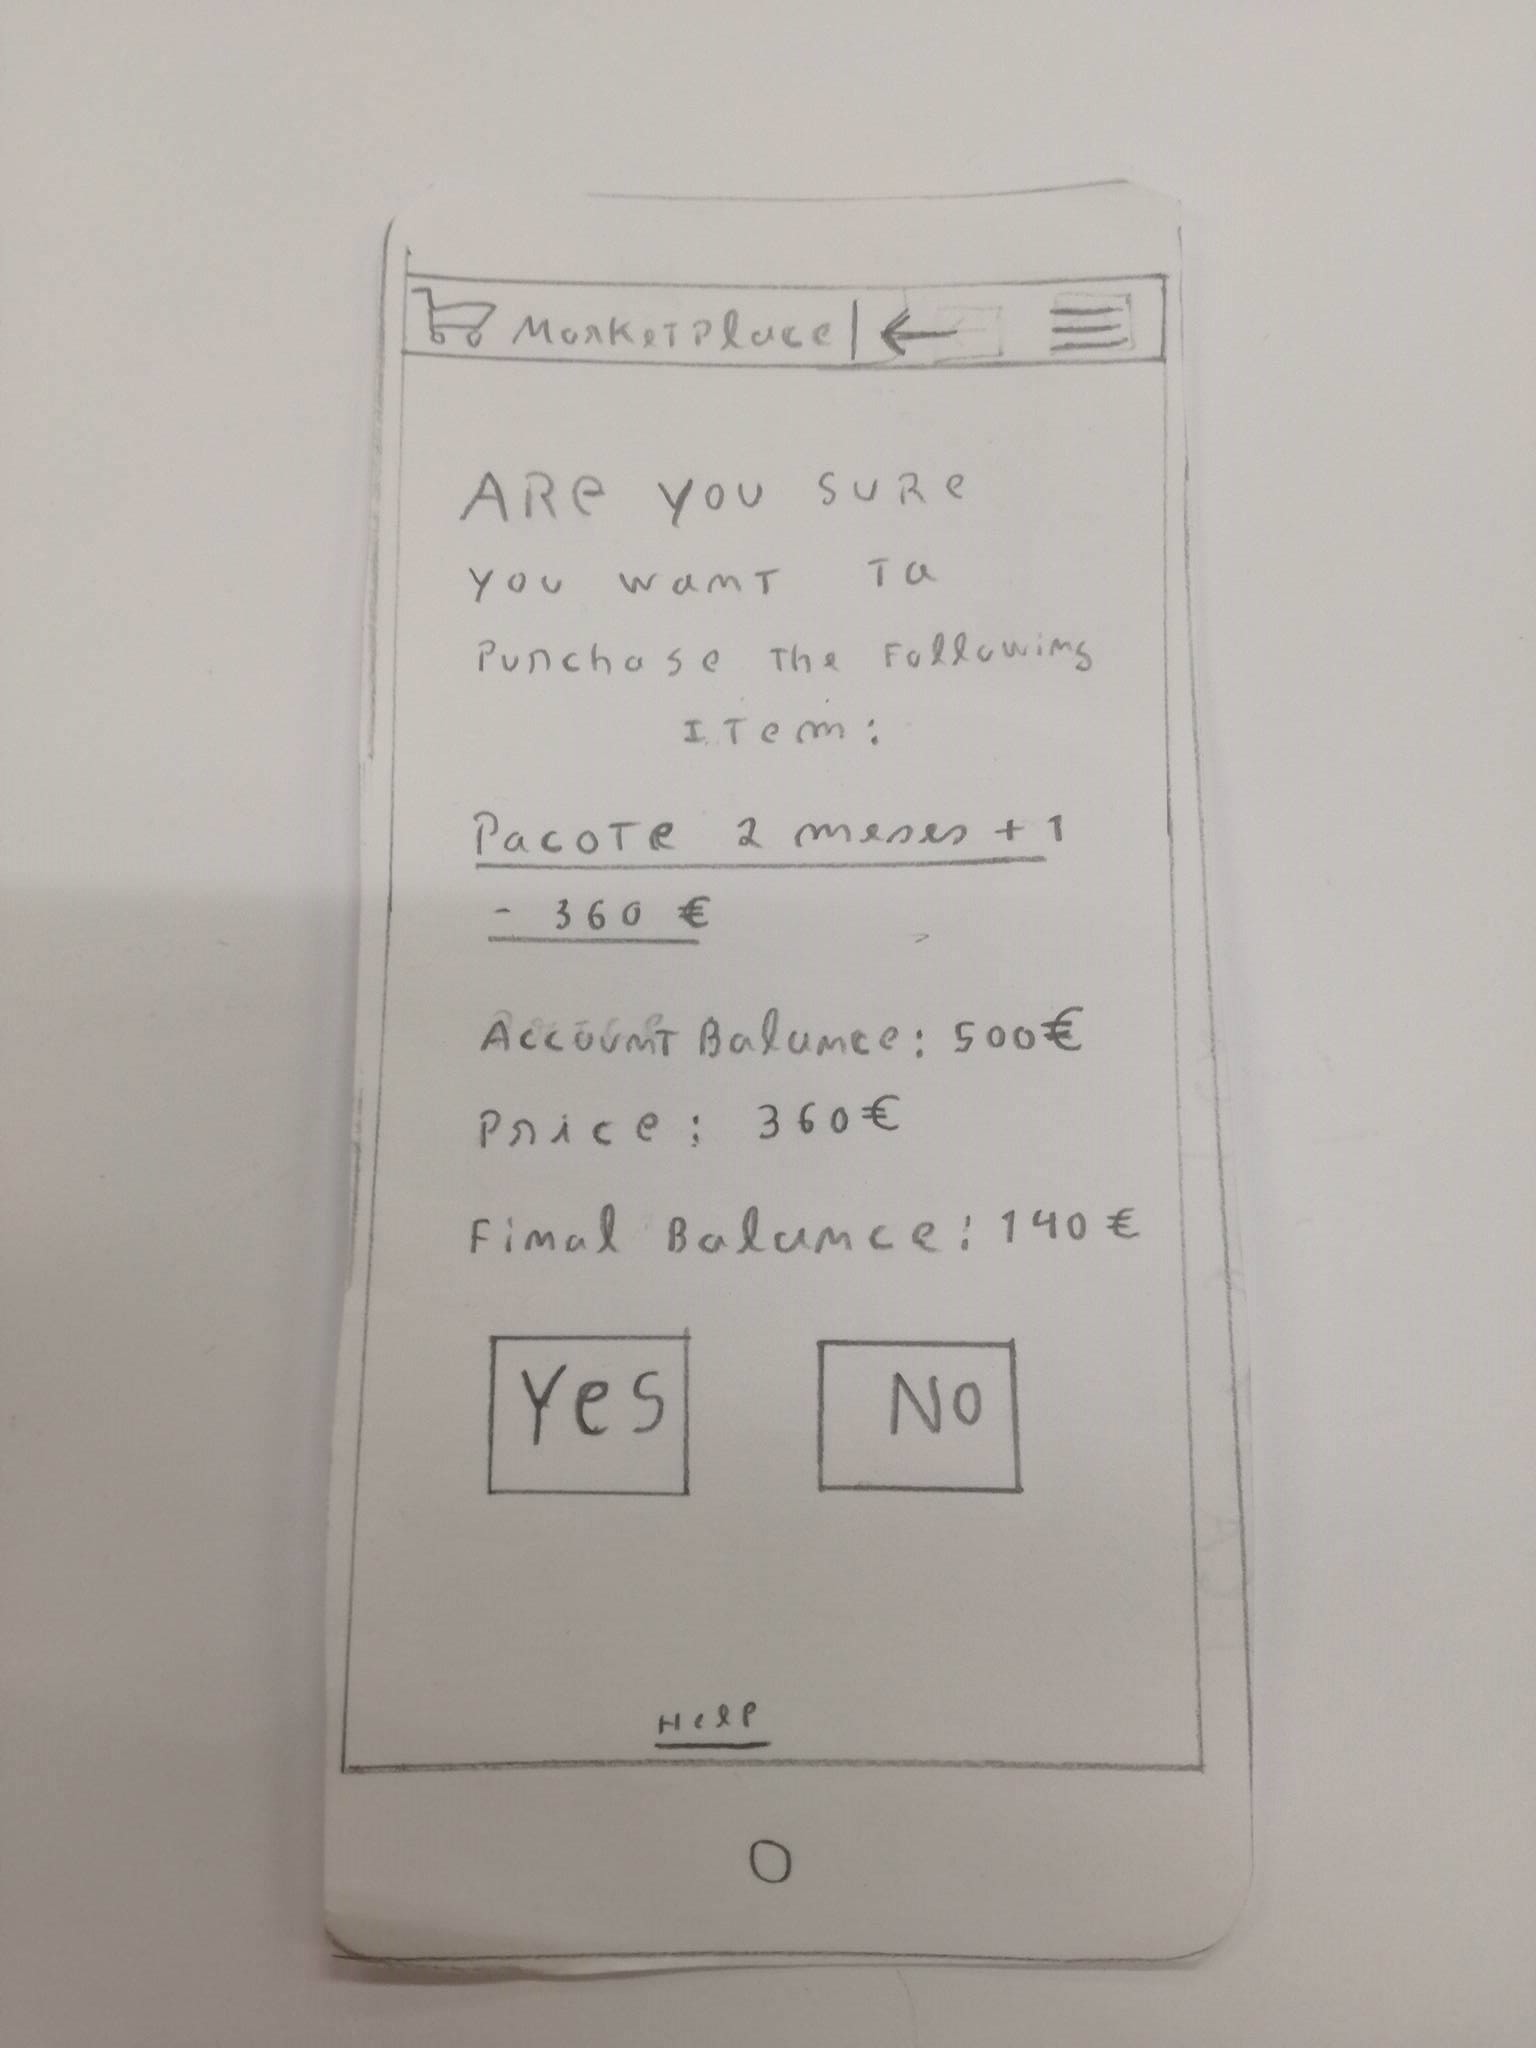 Marketplace
ARe you SURe
you want To
Purchase The Following
Item:
Pacote 2 meses + 1
- 360 €
Account Balance: 500€
Price: 360€
Final Balance: 140 €
Yes
No
Help